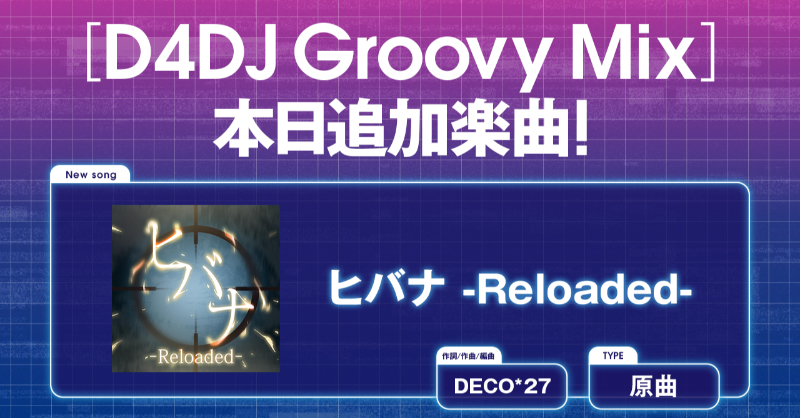 [D4DJ Groovy Mix]
本日追加楽曲!
New song
ヒバナ
-Reloaded-
ヒバナ -Reloaded-
作詞/作曲/編曲
DECO*27
TYPE
原曲